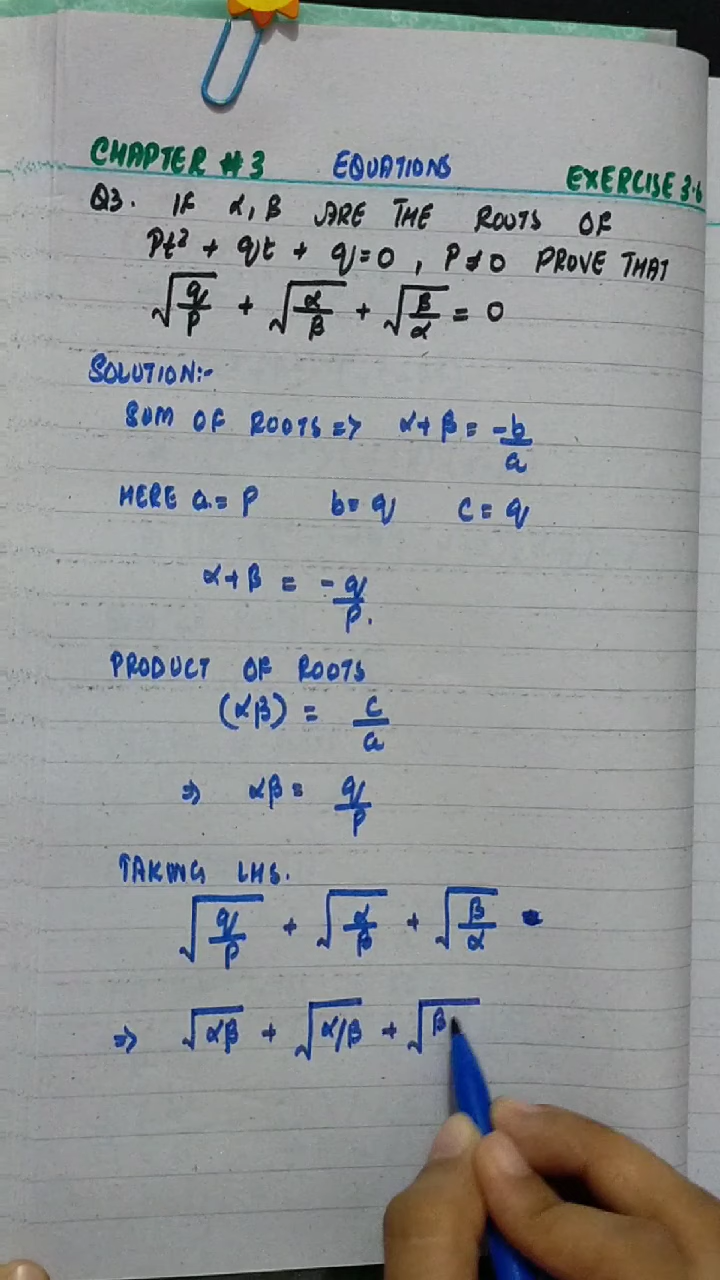 CHAPTER # 3 EQUATIONS EXERCISE 3.6
Q3. IF α, β ARE THE ROOTS OF
Pt² + qt + q = 0 , P ≠ 0 PROVE THAT
√(q/p) + √(α/β) + √(β/α) = 0
SOLUTION:-
SUM OF ROOTS => α + β = -b/a
HERE a = P b = q c = q
α + β = -q/p.
PRODUCT OF ROOTS
(αβ) = c/a
=> αβ = q/p
TAKING LHS.
√(q/p) + √(α/β) + √(β/α)
=> √αβ + √α/β + √β